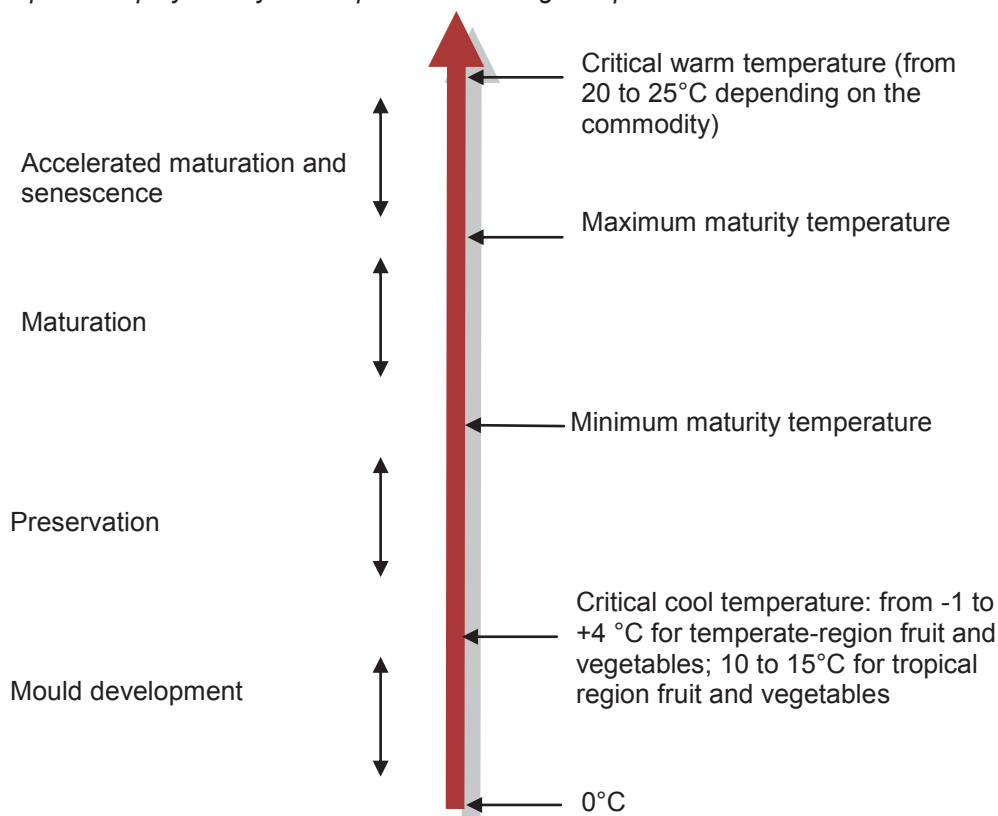 Critical warm temperature (from
20 to 25°C depending on the
commodity)
Accelerated maturation and
senescence
Maximum maturity temperature
Maturation
Minimum maturity temperature
Preservation
Critical cool temperature: from -1 to
+4 °C for temperate-region fruit and
vegetables; 10 to 15°C for tropical
region fruit and vegetables
Mould development
0°C